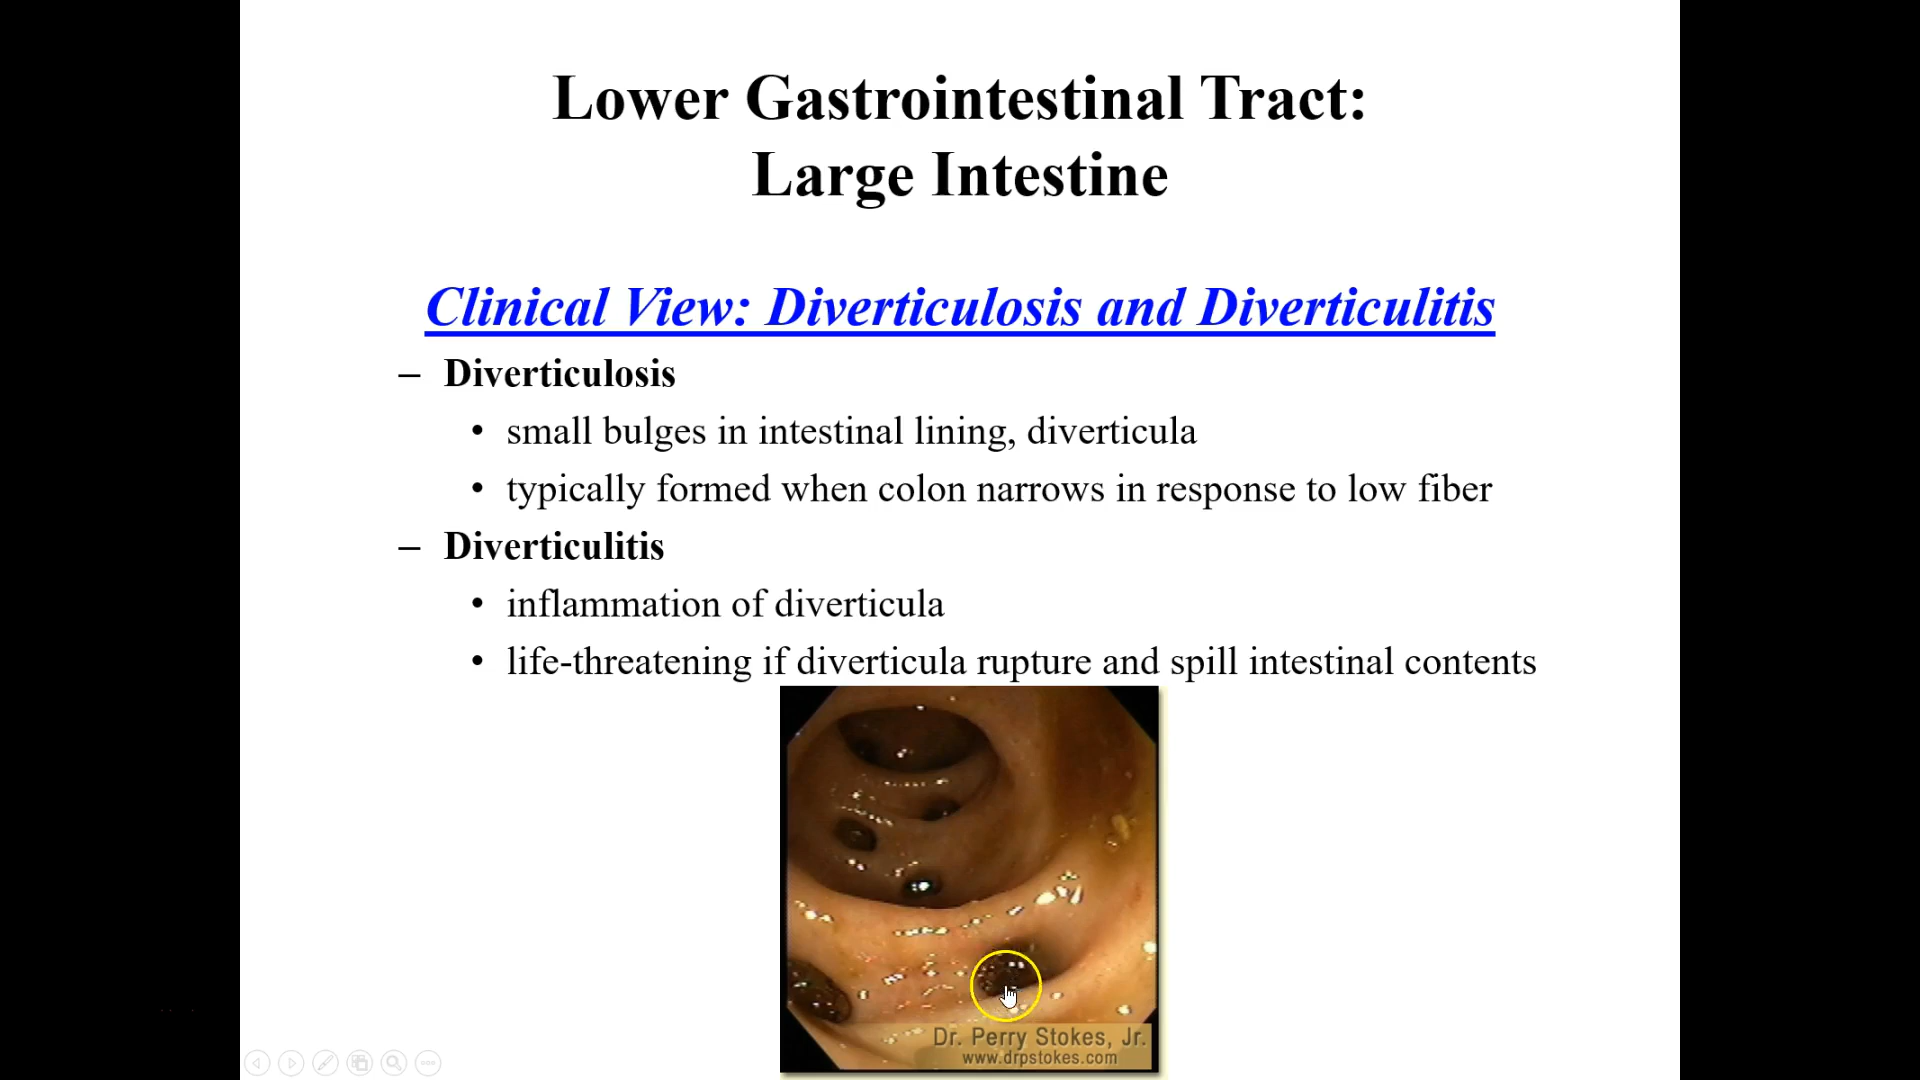 Lower Gastrointestinal Tract:
Large Intestine
Clinical View: Diverticulosis and Diverticulitis
– Diverticulosis
• small bulges in intestinal lining, diverticula
• typically formed when colon narrows in response to low fiber
– Diverticulitis
• inflammation of diverticula
• life-threatening if diverticula rupture and spill intestinal contents
Dr. Perry Stokes, Jr.
www.drpstokes.com